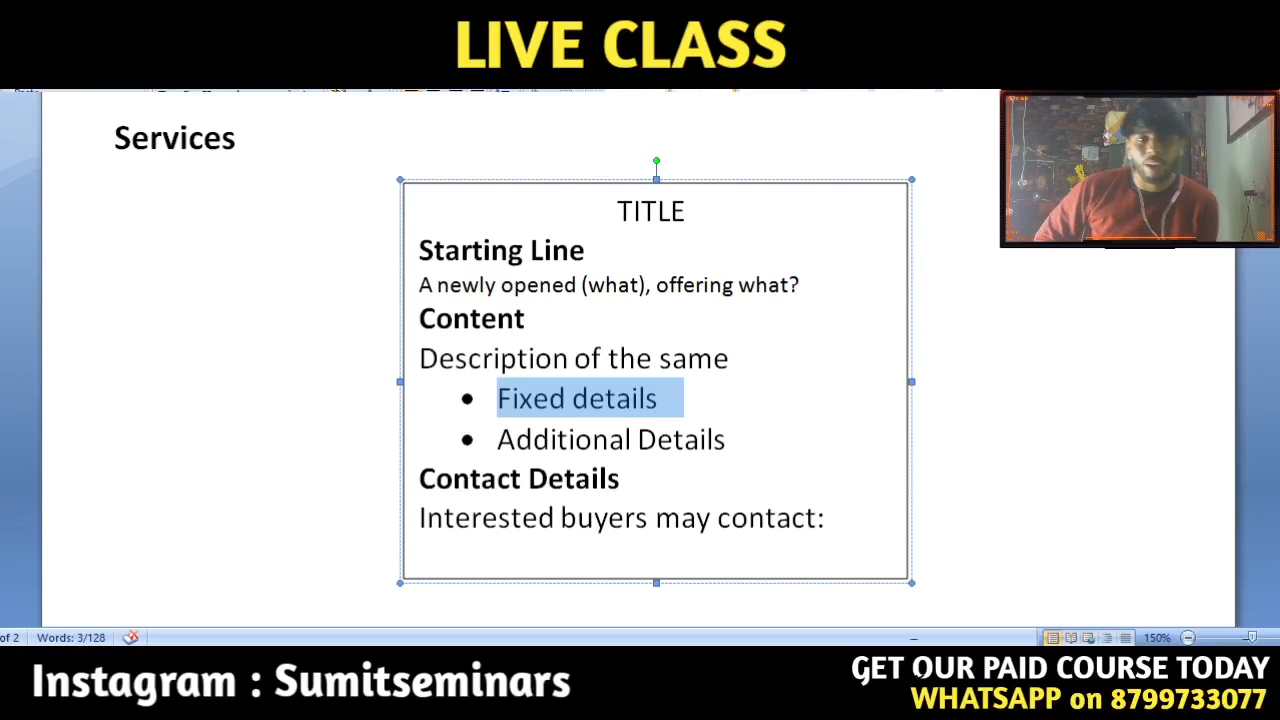 LIVE CLASS
Services
TITLE
Starting Line
A newly opened (what), offering what?
Content
Description of the same
• Fixed details
• Additional Details
Contact Details
Interested buyers may contact:
of 2 Words: 3/128 150%
Instagram : Sumitseminars
GET OUR PAID COURSE TODAY
WHATSAPP on 8799733077